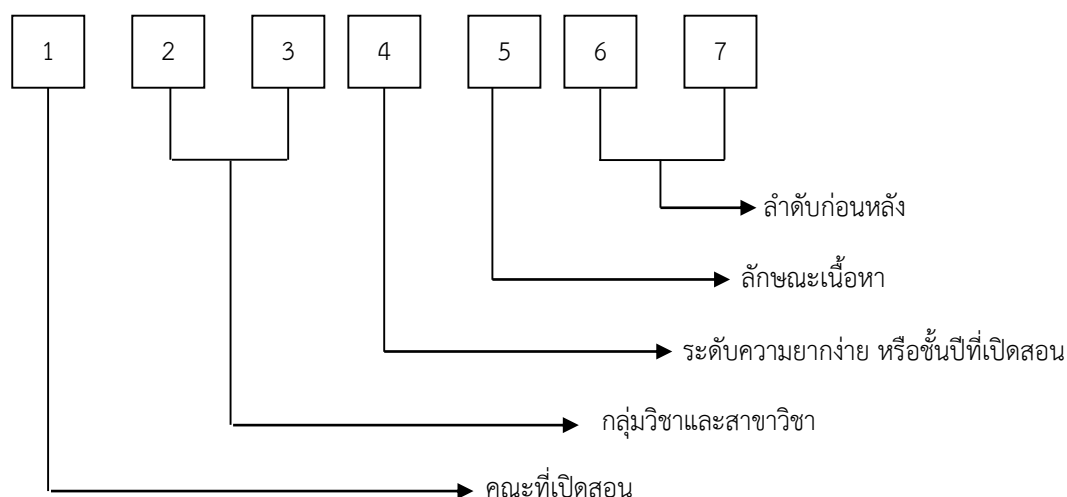 1 2 3 4 5 6 7
ลำดับก่อนหลัง
ลักษณะเนื้อหา
ระดับความยากง่าย หรือชั้นปีที่เปิดสอน
กลุ่มวิชาและสาขาวิชา
คณะที่เปิดสอน